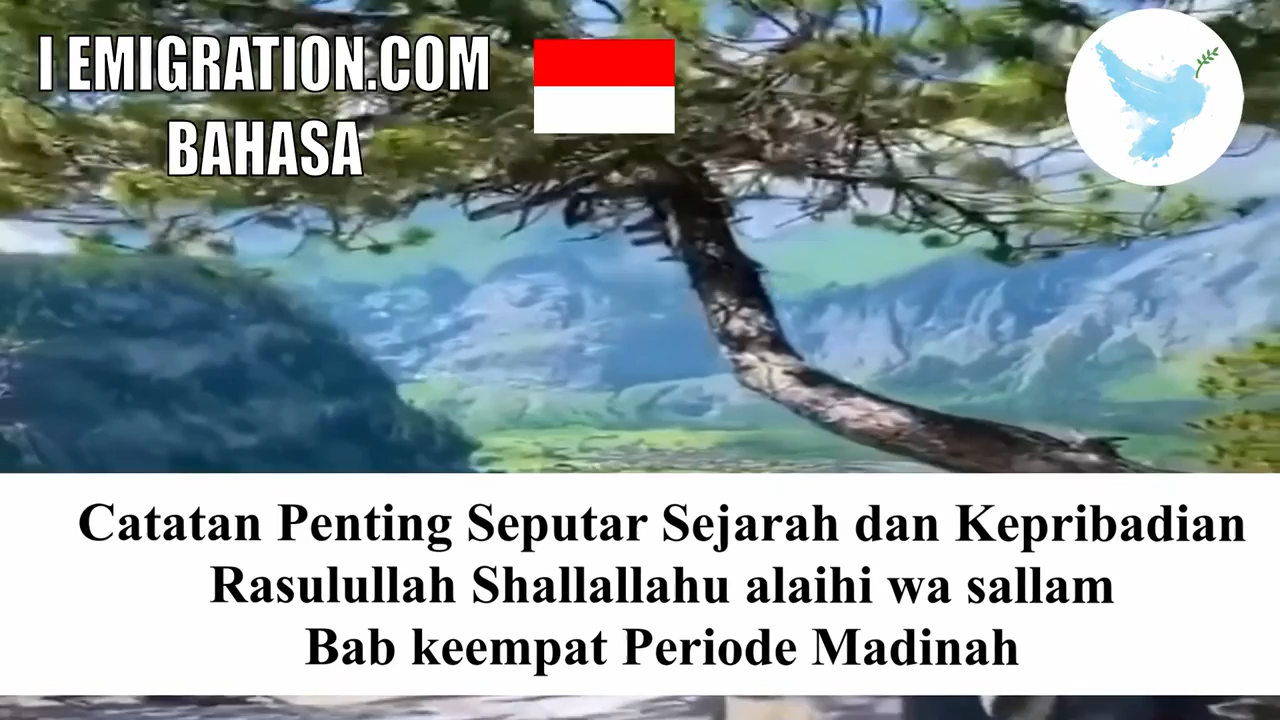 I EMIGRATION.COM
BAHASA
Catatan Penting Seputar Sejarah dan Kepribadian
Rasulullah Shallallahu alaihi wa sallam
Bab keempat Periode Madinah